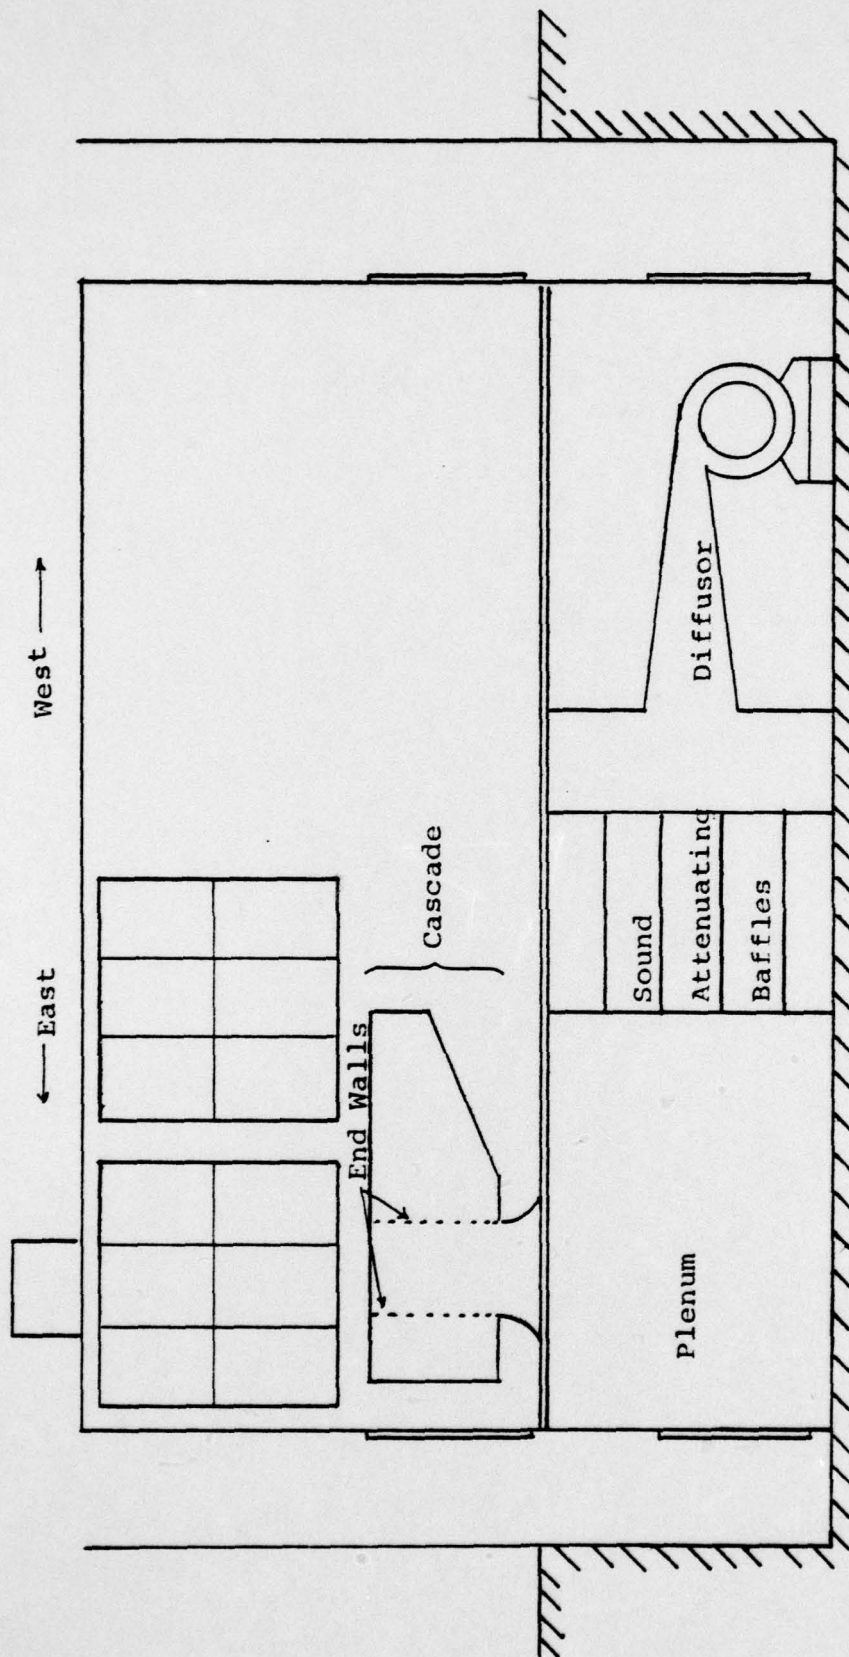 ← East
West →
End Walls
Cascade
Plenum
Sound
Attenuating
Baffles
Diffusor